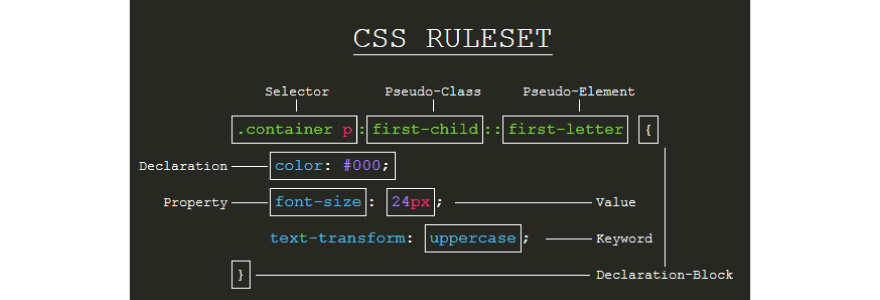 CSS RULESET
Selector Pseudo-Class Pseudo-Element
.container p:first-child::first-letter {
Declaration color: #000;
Property font-size: 24px; Value
text-transform: uppercase; Keyword
} Declaration-Block